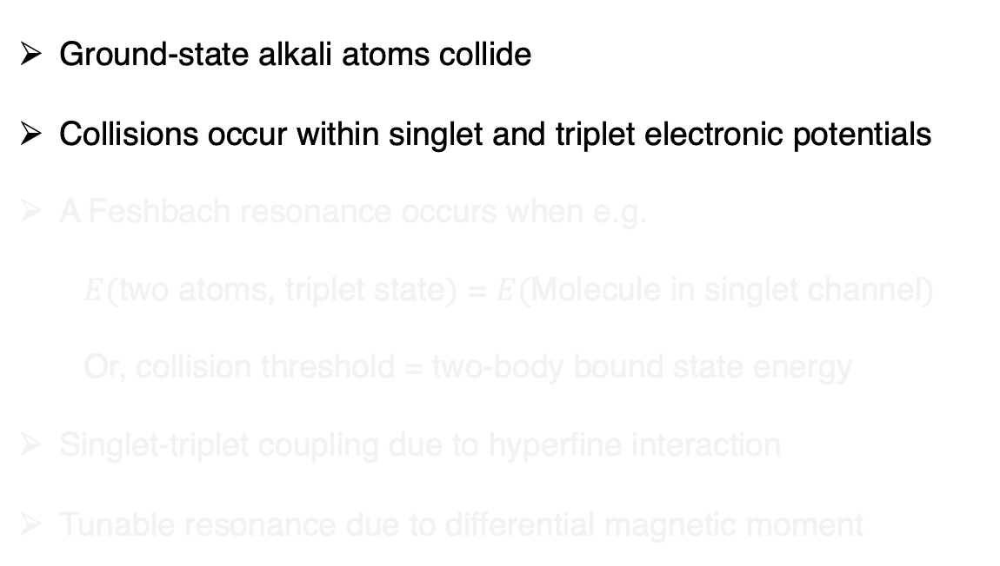 ➢ Ground-state alkali atoms collide
➢ Collisions occur within singlet and triplet electronic potentials
➢ A Feshbach resonance occurs when e.g.
E(two atoms, triplet state) = E(Molecule in singlet channel)
Or, collision threshold = two-body bound state energy
➢ Singlet-triplet coupling due to hyperfine interaction
➢ Tunable resonance due to differential magnetic moment